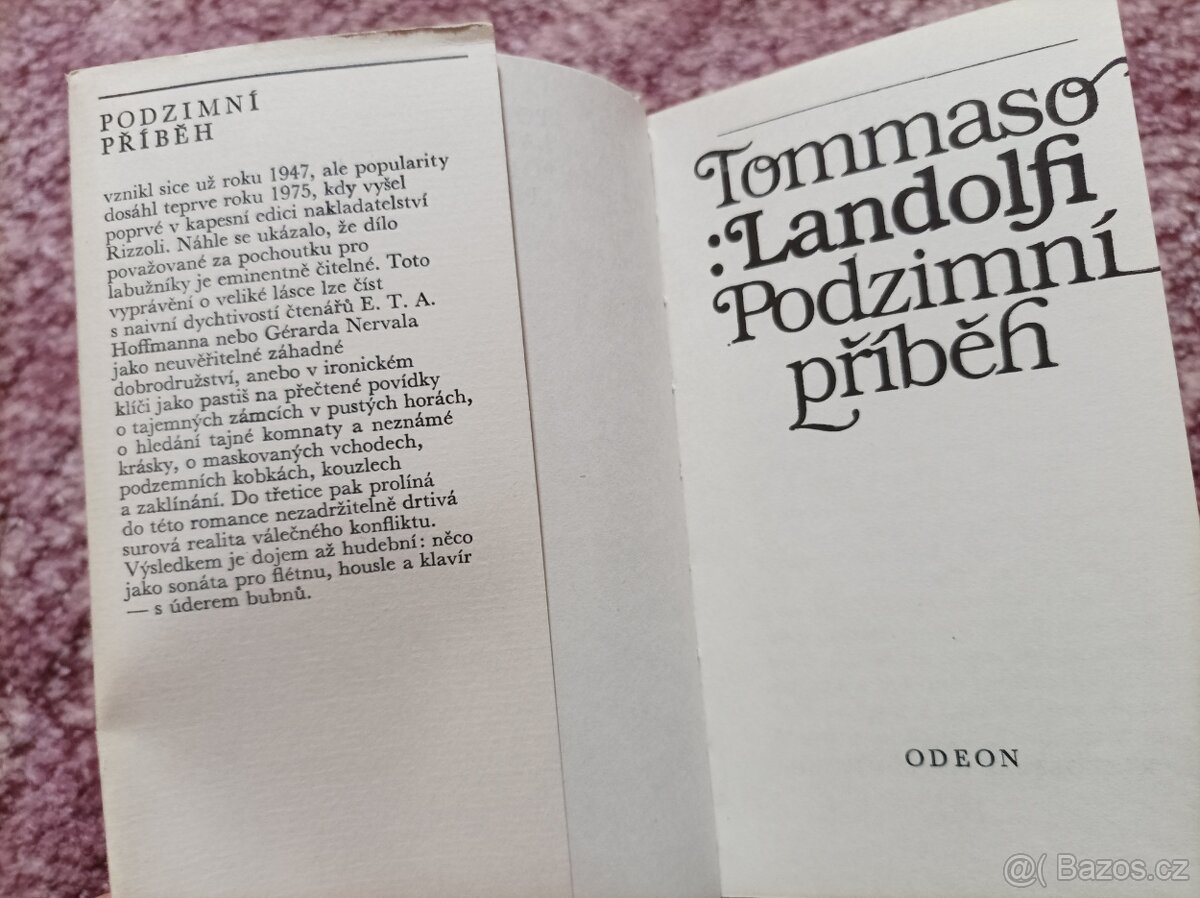 PODZIMNÍ
PŘÍBĚH
vznikl sice už roku 1947, ale popularity
dosáhl teprve roku 1975, kdy vyšel
poprvé v kapesní edici nakladatelství
Rizzoli. Náhle se ukázalo, že dílo
považované za pochoutku pro
labužníky je eminentně čitelné. Toto
vyprávění o veliké lásce lze číst
s naivní dychtivostí čtenářů E. T. A.
Hoffmanna nebo Gérarda Nervala
jako neuvěřitelné záhadné
dobrodružství, anebo v ironickém
klíči jako pastiš na přečtené povídky
o tajemných zámcích v pustých horách,
o hledání tajné komnaty a neznámé
krásky, o maskovaných vchodech,
podzemních kobkách, kouzlech
a zaklínání. Do třetice pak prolíná
do této romance nezadržitelně drtivá
surová realita válečného konfliktu.
Výsledkem je dojem až hudební: něco
jako sonáta pro flétnu, housle a klavír
— s úderem bubnů.
Tommaso
:Landolfi
Podzimní
příběh
ODEON
@( Bazos.cz